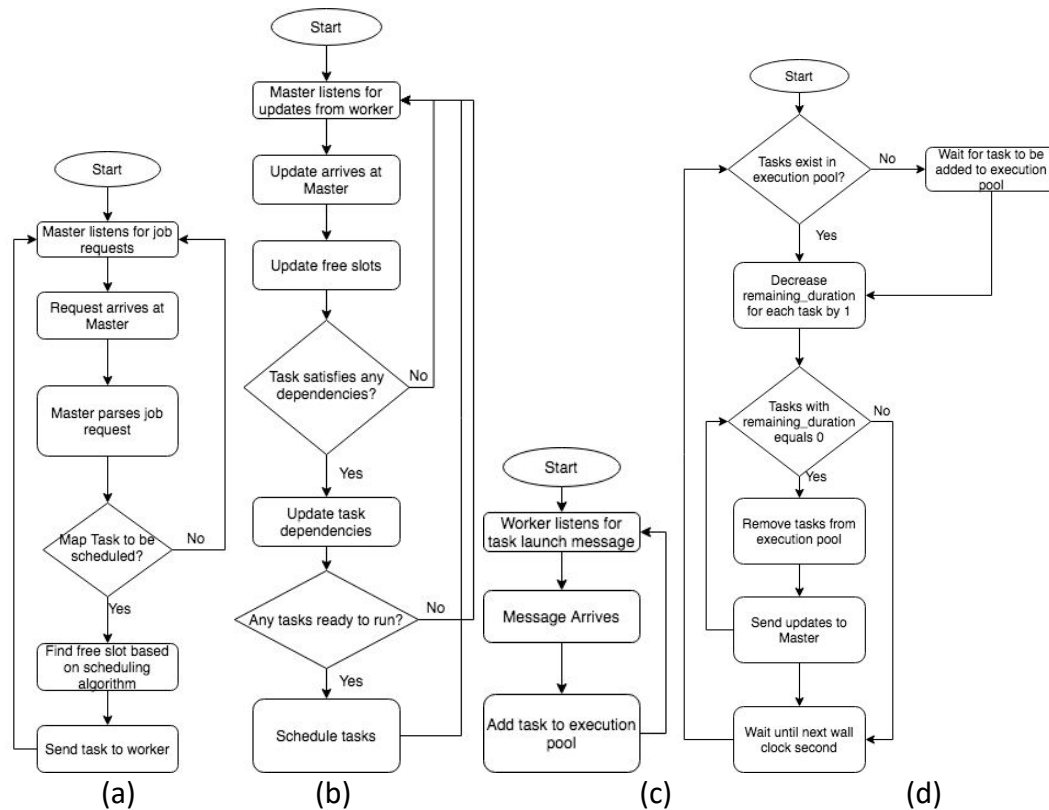 Start
Master listens for job
requests
Request arrives at
Master
Master parses job
request
Map Task to be
scheduled?
No
Yes
Find free slot based
on scheduling
algorithm
Send task to worker
(a)
Start
Master listens for
updates from worker
Update arrives at
Master
Update free slots
Task satisfies any
dependencies?
No
Yes
Update task
dependencies
Any tasks ready to run?
No
Yes
Schedule tasks
(b)
Start
Worker listens for
task launch message
Message Arrives
Add task to execution
pool
(c)
Start
Tasks exist in
execution pool?
No
Wait for task to be
added to execution
pool
Yes
Decrease
remaining_duration
for each task by 1
Tasks with
remaining_duration
equals 0
No
Yes
Remove tasks from
execution pool
Send updates to
Master
Wait until next wall
clock second
(d)